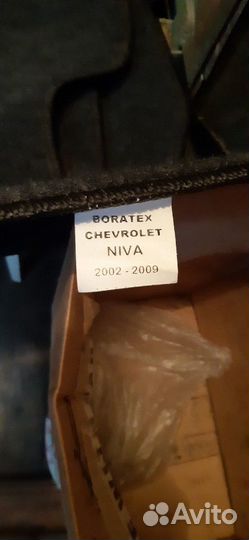 BORATEX
CHEVROLET
NIVA
2002 - 2009
Avito